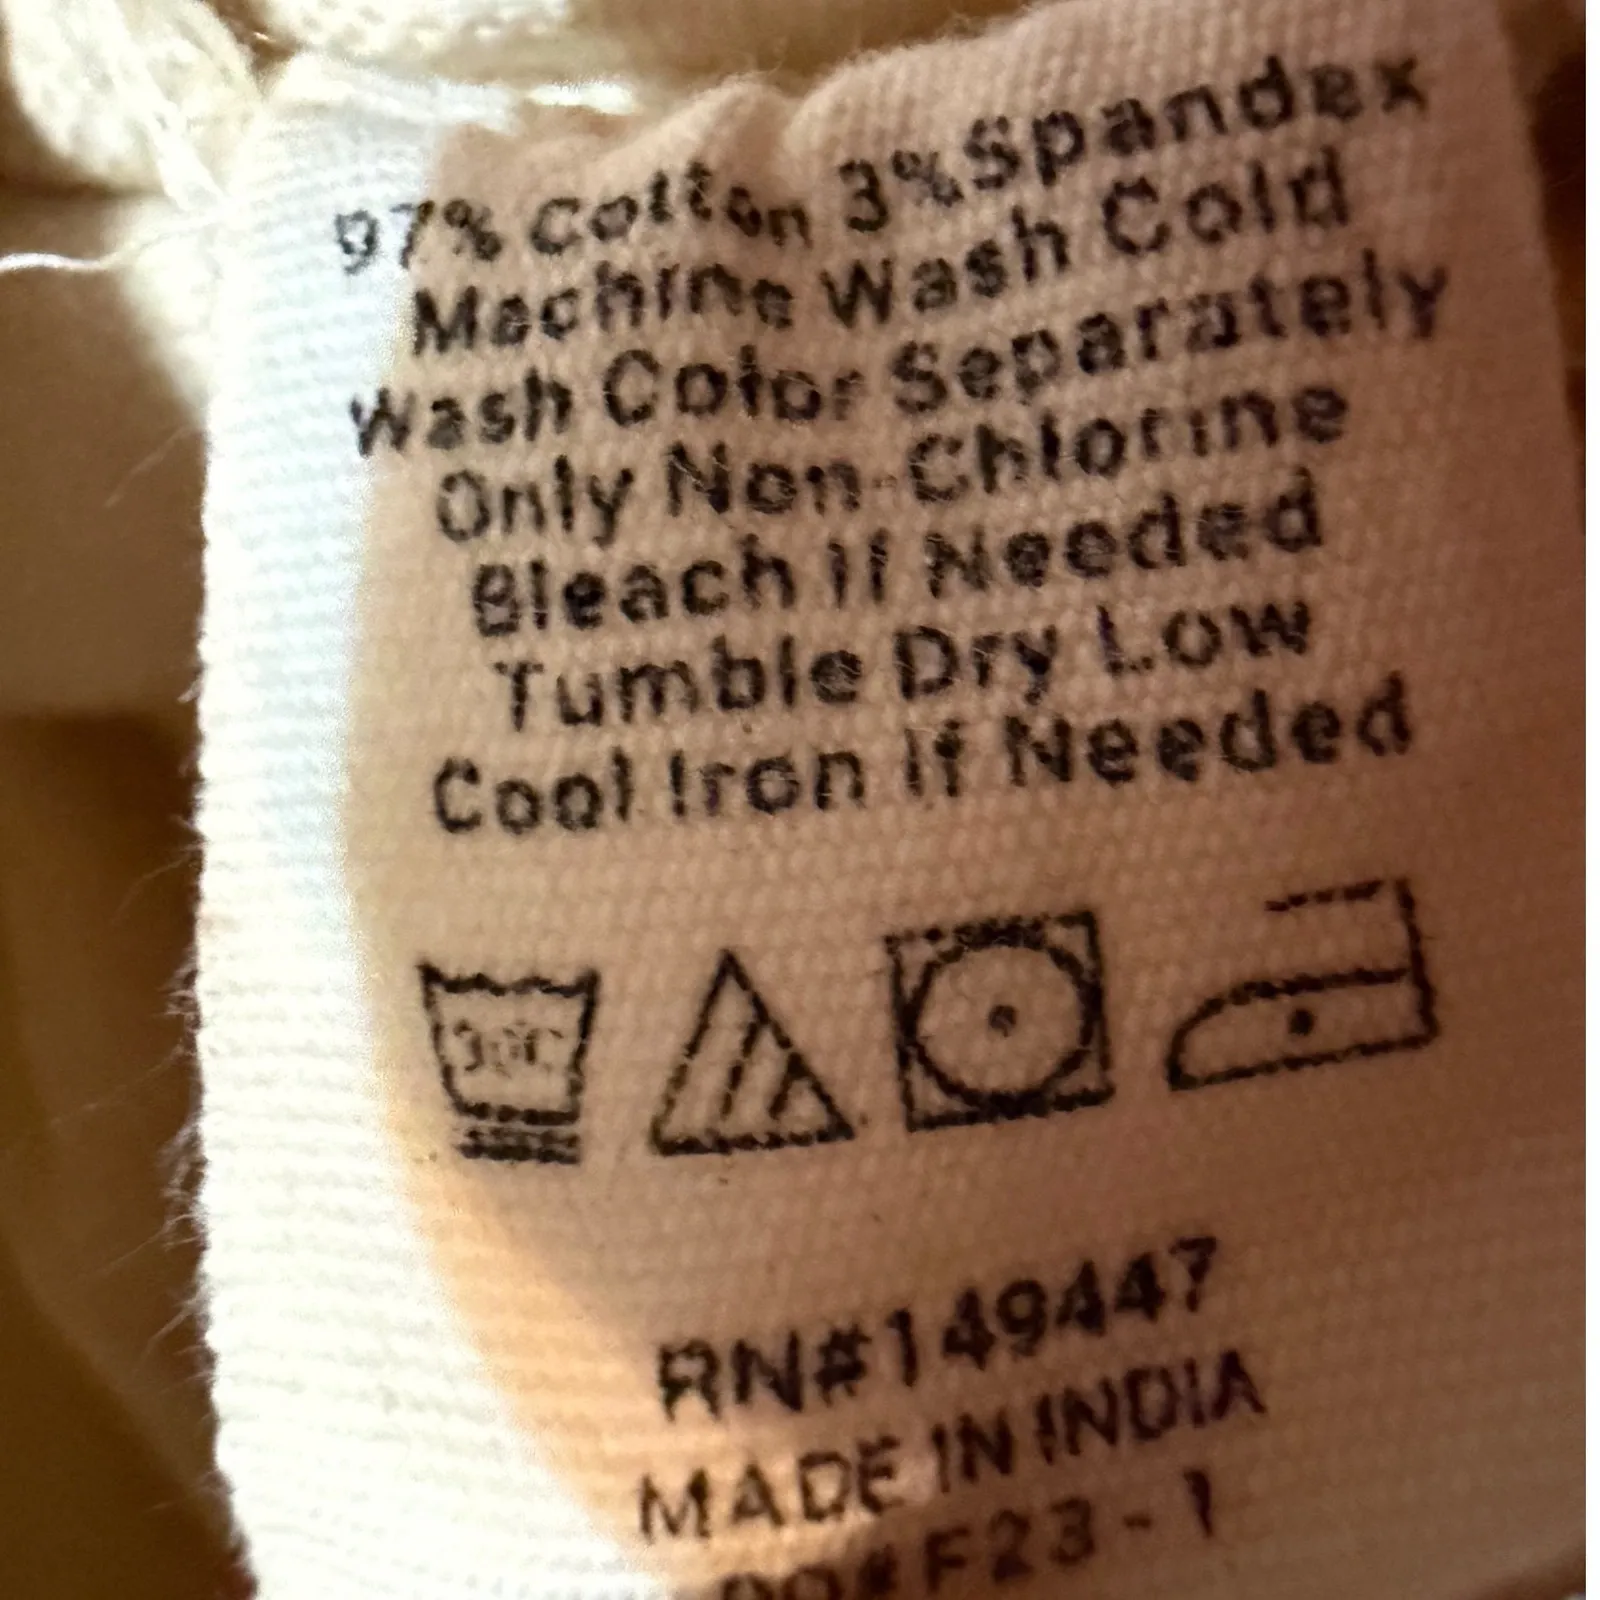 97% Cotton 3%Spandex
Machine Wash Cold
Wash Color Separately
Only Non-Chlorine
Bleach If Needed
Tumble Dry Low
Cool Iron If Needed
30°C
RN#149447
MADE IN INDIA
F23-1